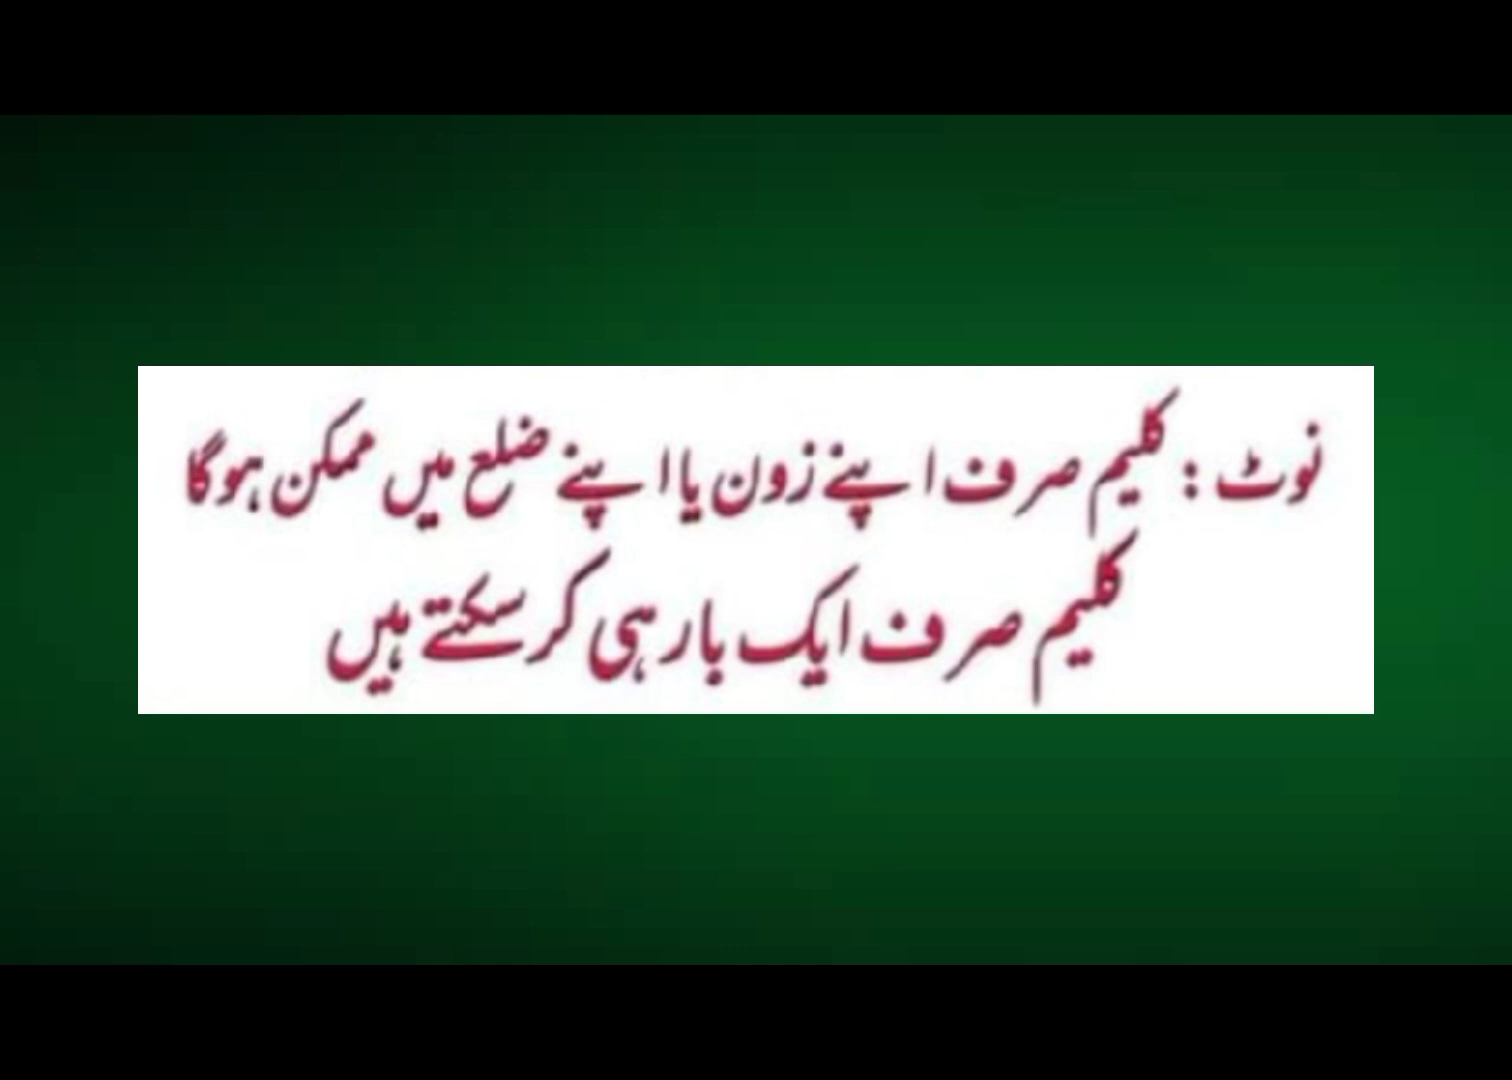 نوٹ : کلیم صرف اپنے زون یا اپنے ضلع میں ممکن ہوگا
کلیم صرف ایک بار ہی کر سکتے ہیں